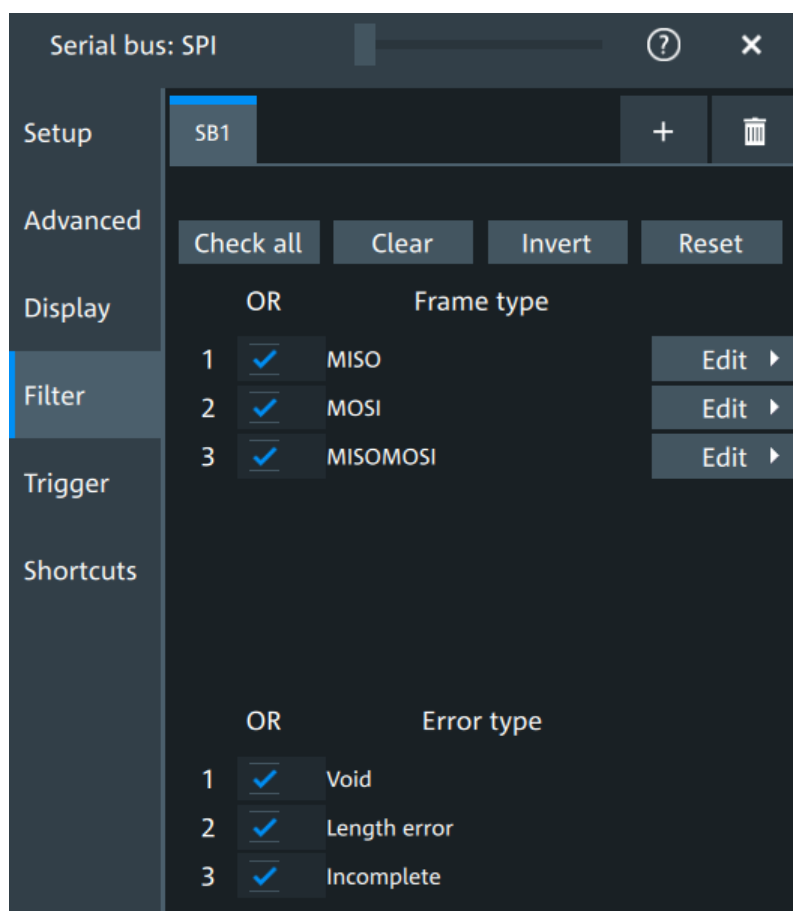 Serial bus: SPI ?
Setup SB1 +
Advanced
Check all Clear Invert Reset
Display OR Frame type
1 MISO Edit
Filter
2 MOSI Edit
3 MISOMOSI Edit
Trigger
Shortcuts
OR Error type
1 Void
2 Length error
3 Incomplete